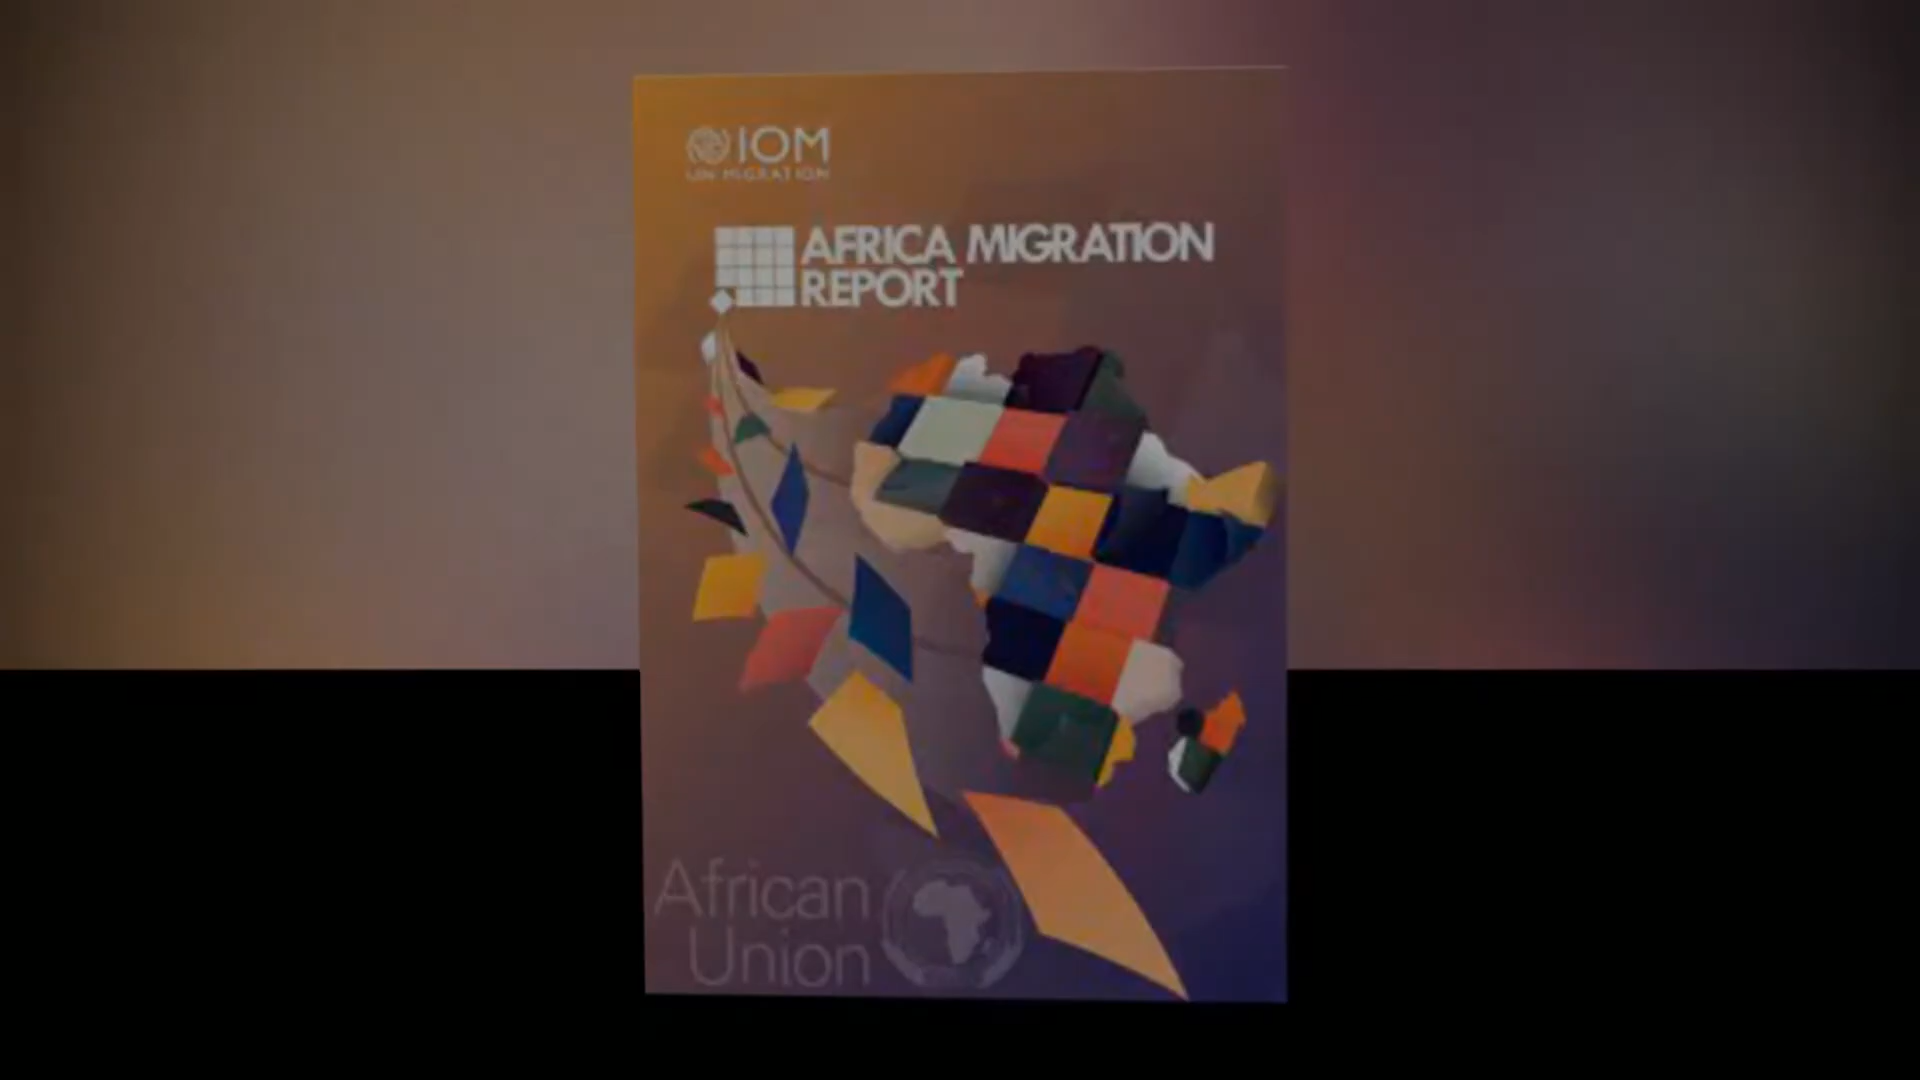 IOM
UN MIGRATION
AFRICA MIGRATION
REPORT
African
Union